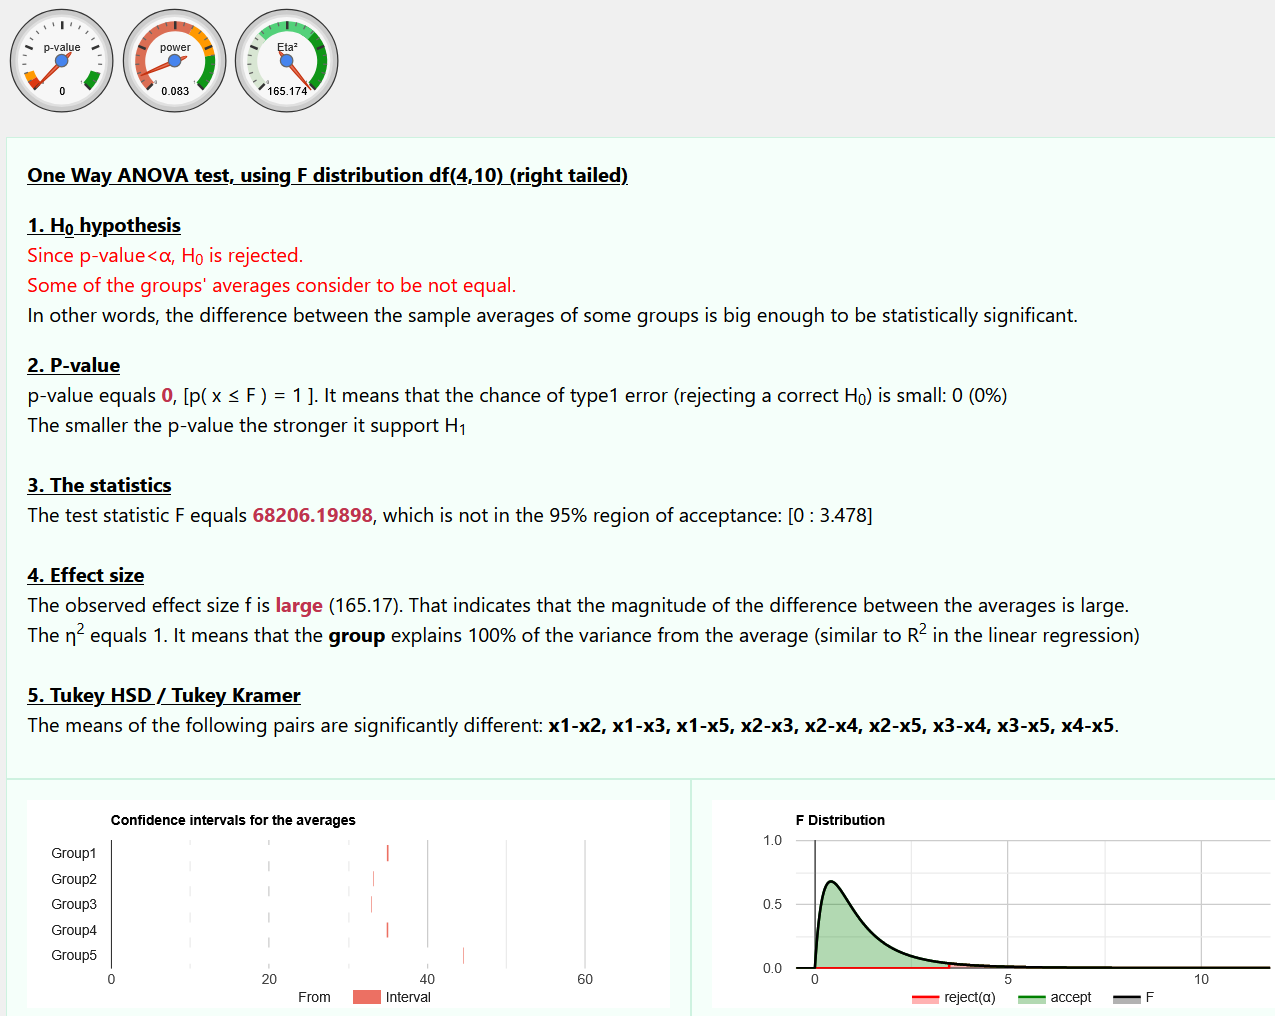 p-value
0
power
0
1
0.083
Eta²
0
165.174
One Way ANOVA test, using F distribution df(4,10) (right tailed)
1. H₀ hypothesis
Since p-value<α, H₀ is rejected.
Some of the groups' averages consider to be not equal.
In other words, the difference between the sample averages of some groups is big enough to be statistically significant.
2. P-value
p-value equals 0, [p( x ≤ F ) = 1 ]. It means that the chance of type1 error (rejecting a correct H₀) is small: 0 (0%)
The smaller the p-value the stronger it support H₁
3. The statistics
The test statistic F equals 68206.19898, which is not in the 95% region of acceptance: [0 : 3.478]
4. Effect size
The observed effect size f is large (165.17). That indicates that the magnitude of the difference between the averages is large.
The η² equals 1. It means that the group explains 100% of the variance from the average (similar to R² in the linear regression)
5. Tukey HSD / Tukey Kramer
The means of the following pairs are significantly different: x1-x2, x1-x3, x1-x5, x2-x3, x2-x4, x2-x5, x3-x4, x3-x5, x4-x5.
Confidence intervals for the averages
Group1
Group2
Group3
Group4
Group5
0 20 40 60
From Interval
F Distribution
1.0
0.5
0.0
0 5 10
reject(α) accept F